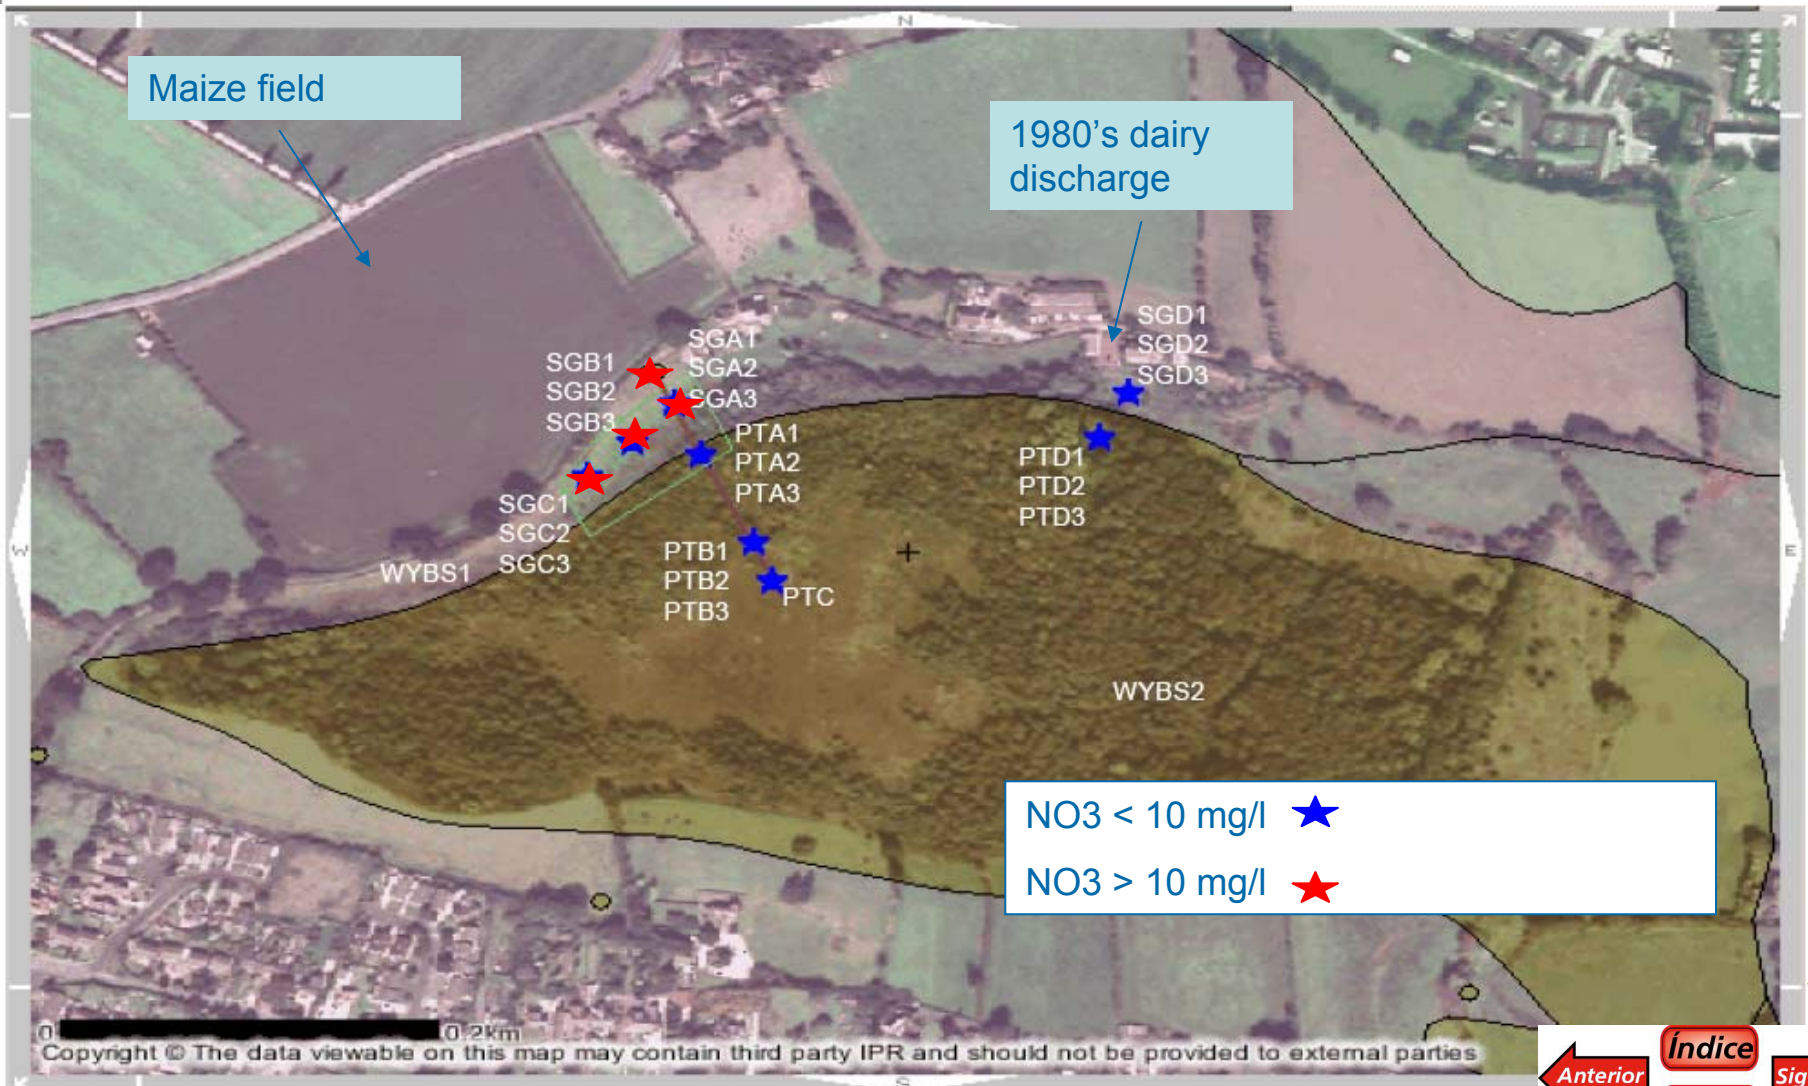 N
Maize field
1980's dairy
discharge
SGD1
SGD2
SGD3
SGA1
SGA2
SGA3
SGB1
SGB2
SGB3
PTA1
PTA2
PTA3
PTD1
PTD2
PTD3
SGC1
SGC2
SGC3
W
E
WYBS1
PTB1
PTB2
PTB3
PTC
WYBS2
NO3 < 10 mg/l
NO3 > 10 mg/l
0
0.2km
Copyright © The data viewable on this map may contain third party IPR and should not be provided to external parties
S
Índice
Anterior
Sig